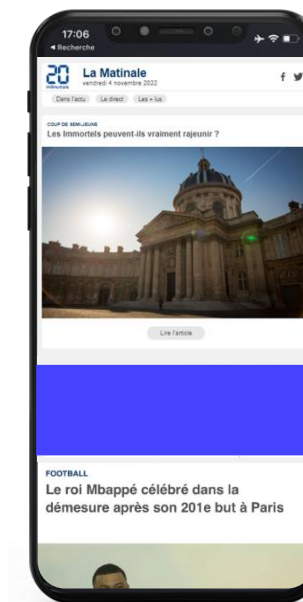 17:06
◀ Recherche
20
minutes
La Matinale
vendredi 4 novembre 2022
Dans l'actu
Le direct
Les + lus
COUP DE SEMI-JEUNE
Les Immortels peuvent-ils vraiment rajeunir ?
Lire l'article
FOOTBALL
Le roi Mbappé célébré dans la
démesure après son 201e but à Paris